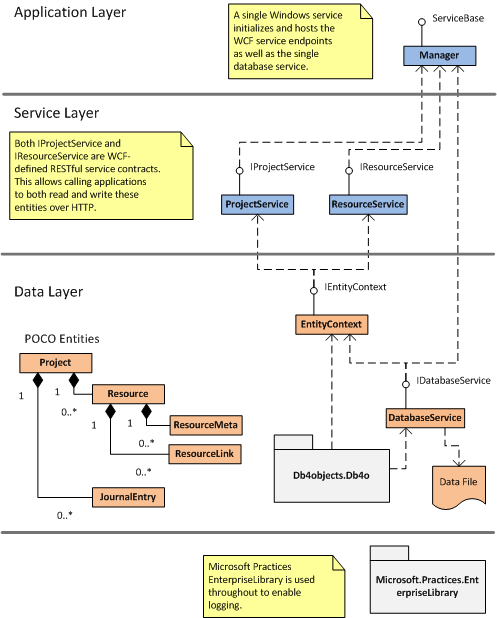 Application Layer
A single Windows service
initializes and hosts the
WCF service endpoints
as well as the single
database service.
ServiceBase
Manager
Service Layer
Both IProjectService and
IResourceService are WCF-
defined RESTful service contracts.
This allows calling applications
to both read and write these
entities over HTTP.
IProjectService
IResourceService
ProjectService
ResourceService
Data Layer
IEntityContext
EntityContext
POCO Entities
Project
1
1
0..*
Resource
1
1
0..*
ResourceMeta
0..*
ResourceLink
JournalEntry
0..*
IDatabaseService
DatabaseService
Db4objects.Db4o
Data File
Microsoft Practices
EnterpriseLibrary is used
throughout to enable
logging.
Microsoft.Practices.Ent
erpriseLibrary